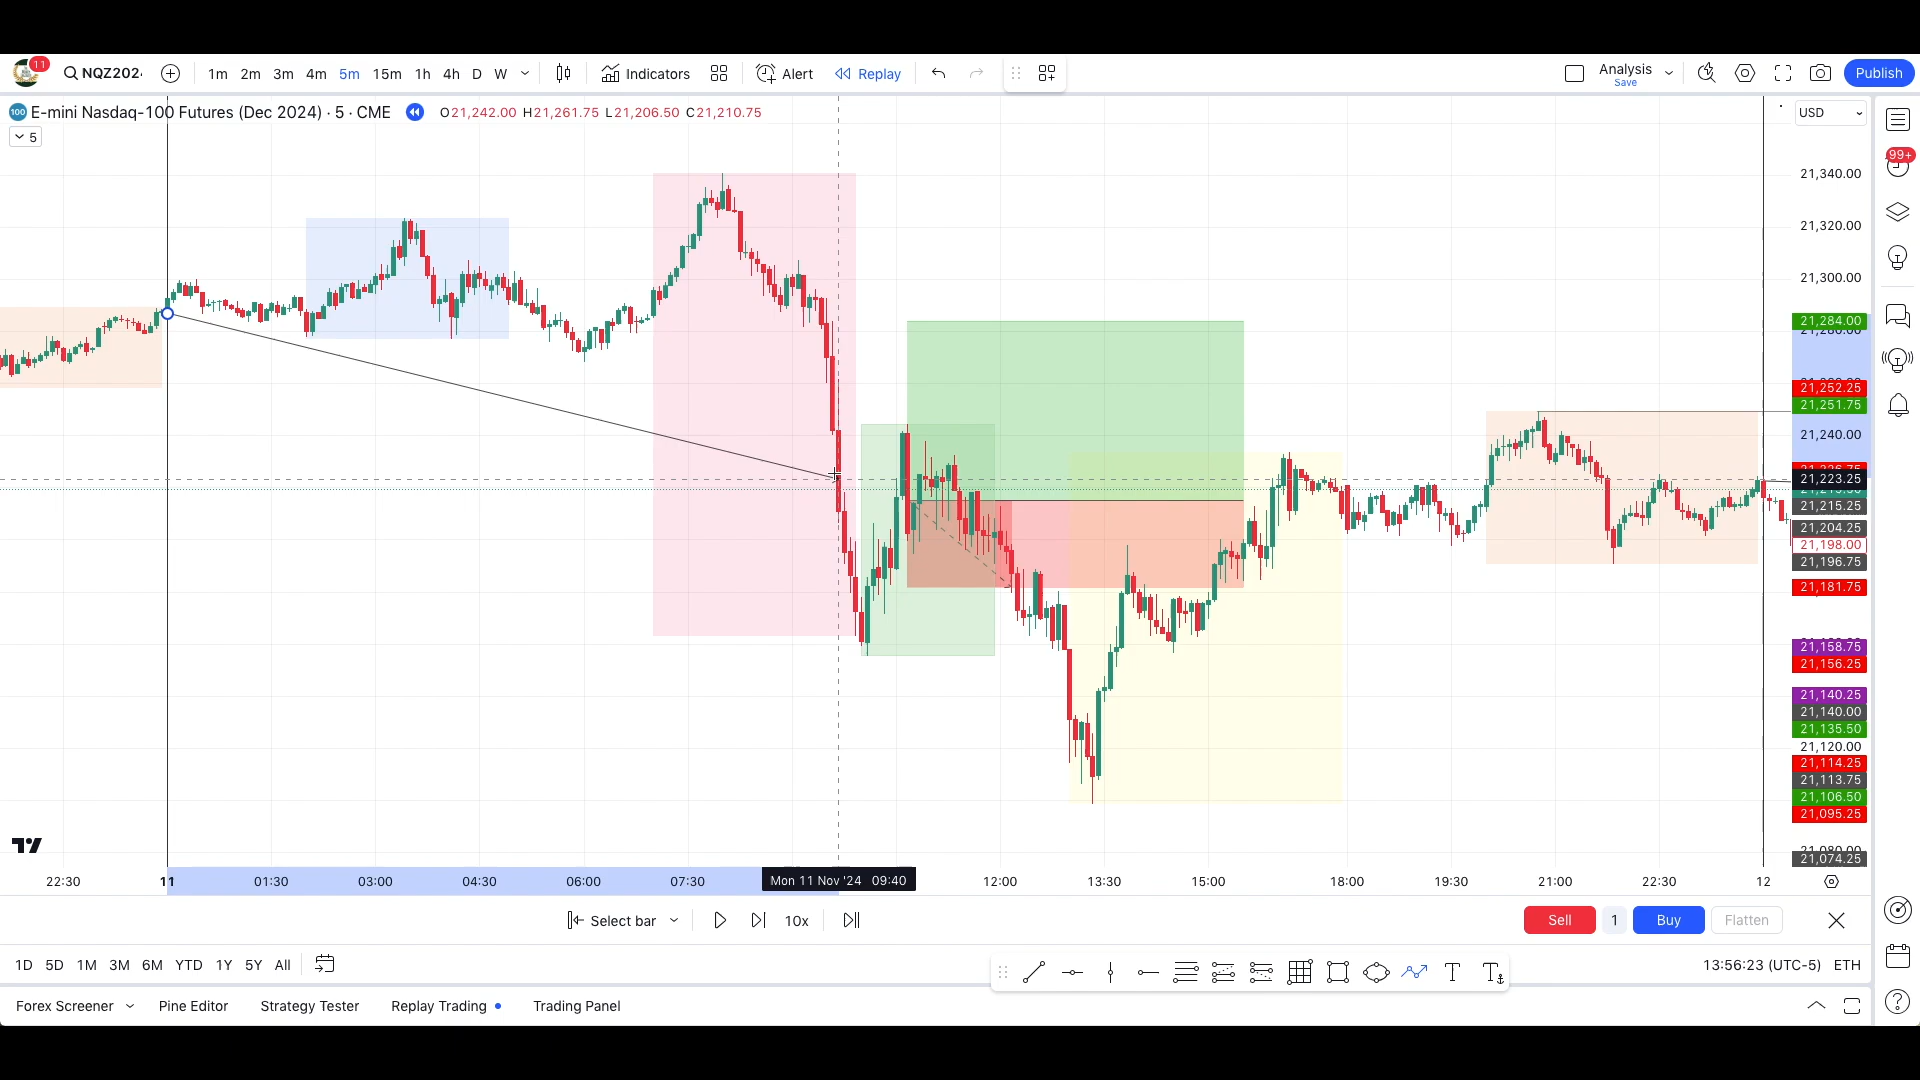 11
NQZ202
1m 2m 3m 4m 5m 15m 1h 4h D W
Indicators
Alert
Replay
Analysis
Save
Publish
100 E-mini Nasdaq-100 Futures (Dec 2024) · 5 · CME
O21,242.00 H21,261.75 L21,206.50 C21,210.75
USD
5
99+
21,340.00
21,320.00
21,300.00
21,284.00
21,252.25
21,251.75
21,240.00
21,223.25
21,215.25
21,204.25
21,198.00
21,196.75
21,181.75
21,158.75
21,156.25
21,140.25
21,140.00
21,135.50
21,120.00
21,114.25
21,113.75
21,106.50
21,095.25
21,074.25
22:30 11 01:30 03:00 04:30 06:00 07:30 Mon 11 Nov '24 09:40 12:00 13:30 15:00 18:00 19:30 21:00 22:30 12
Select bar
10x
Sell 1 Buy Flatten
1D 5D 1M 3M 6M YTD 1Y 5Y All
T T
13:56:23 (UTC-5) ETH
Forex Screener Pine Editor Strategy Tester Replay Trading Trading Panel